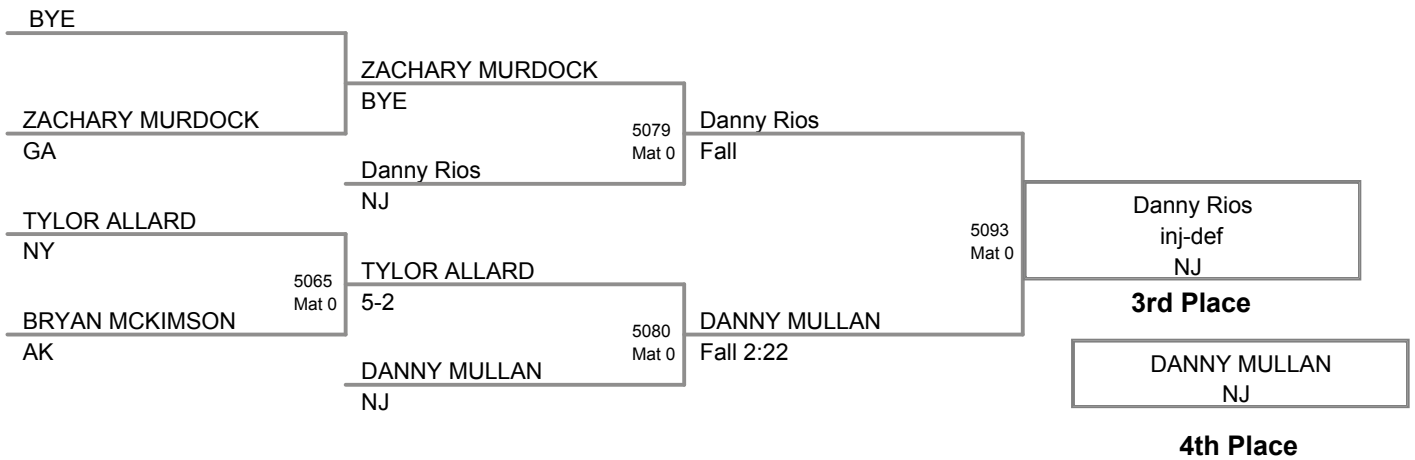 BYE
ZACHARY MURDOCK
BYE
ZACHARY MURDOCK
GA
5079
Mat 0
Danny Rios
Fall
Danny Rios
NJ
TYLOR ALLARD
NY
5065
Mat 0
TYLOR ALLARD
5-2
BRYAN MCKIMSON
AK
5080
Mat 0
DANNY MULLAN
Fall 2:22
DANNY MULLAN
NJ
5093
Mat 0
Danny Rios
inj-def
NJ
3rd Place
DANNY MULLAN
NJ
4th Place